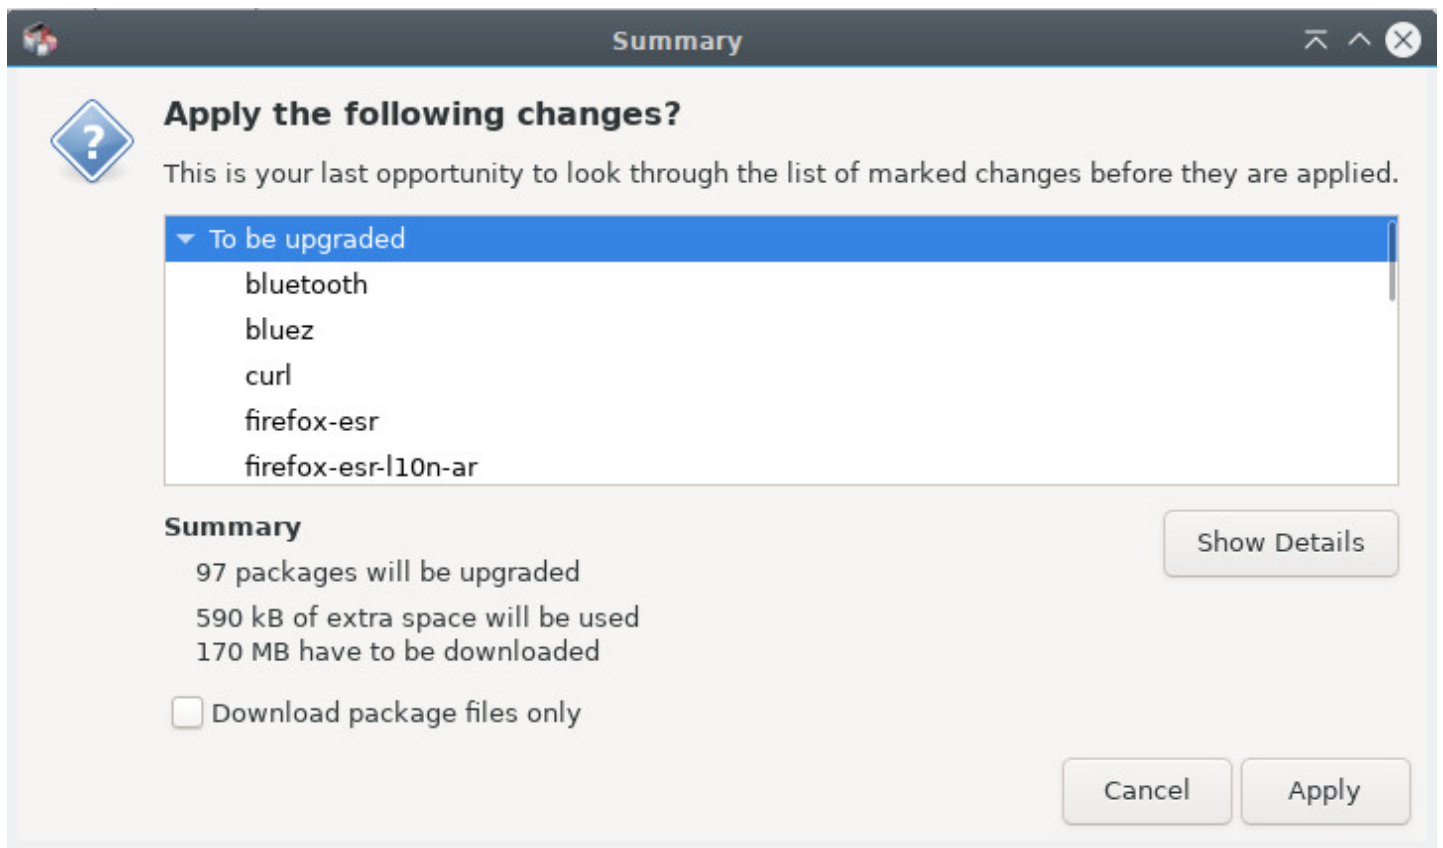 Summary
Apply the following changes?
This is your last opportunity to look through the list of marked changes before they are applied.
To be upgraded
bluetooth
bluez
curl
firefox-esr
firefox-esr-l10n-ar
Summary
Show Details
97 packages will be upgraded
590 kB of extra space will be used
170 MB have to be downloaded
Download package files only
Cancel
Apply